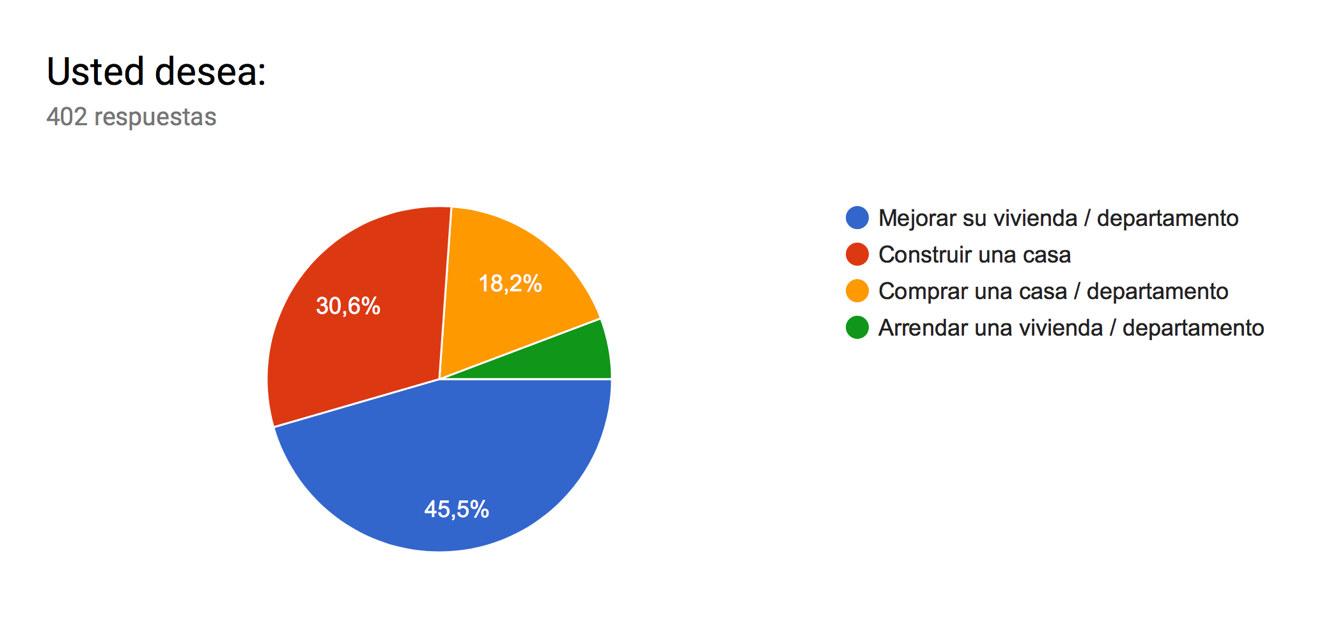 Usted desea:
402 respuestas
Mejorar su vivienda / departamento
Construir una casa
Comprar una casa / departamento
Arrendar una vivienda / departamento
18,2%
30,6%
45,5%